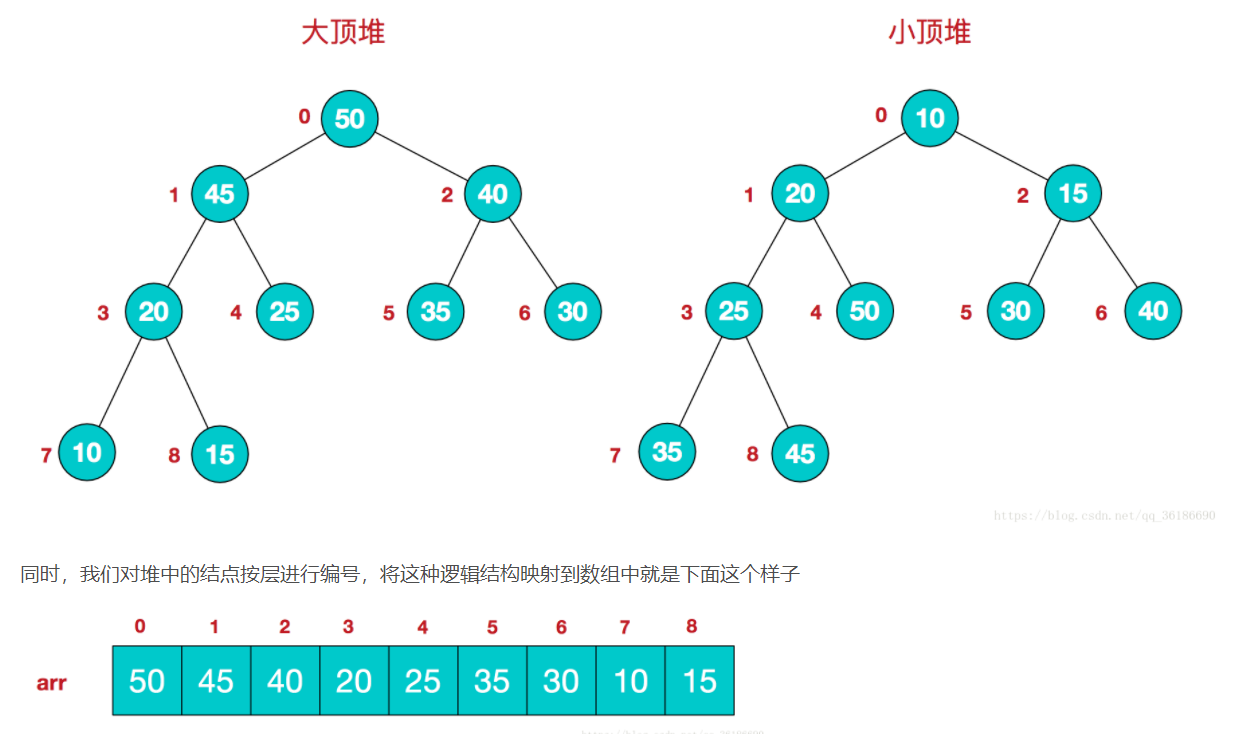 大顶堆 小顶堆
0 50 0 10
1 45 2 40 1 20 2 15
3 20 4 25 5 35 6 30 3 25 4 50 5 30 6 40
7 10 8 15 7 35 8 45
https://blog.csdn.net/qq_36186690
同时，我们对堆中的结点按层进行编号，将这种逻辑结构映射到数组中就是下面这个样子
0 1 2 3 4 5 6 7 8
arr 50 45 40 20 25 35 30 10 15